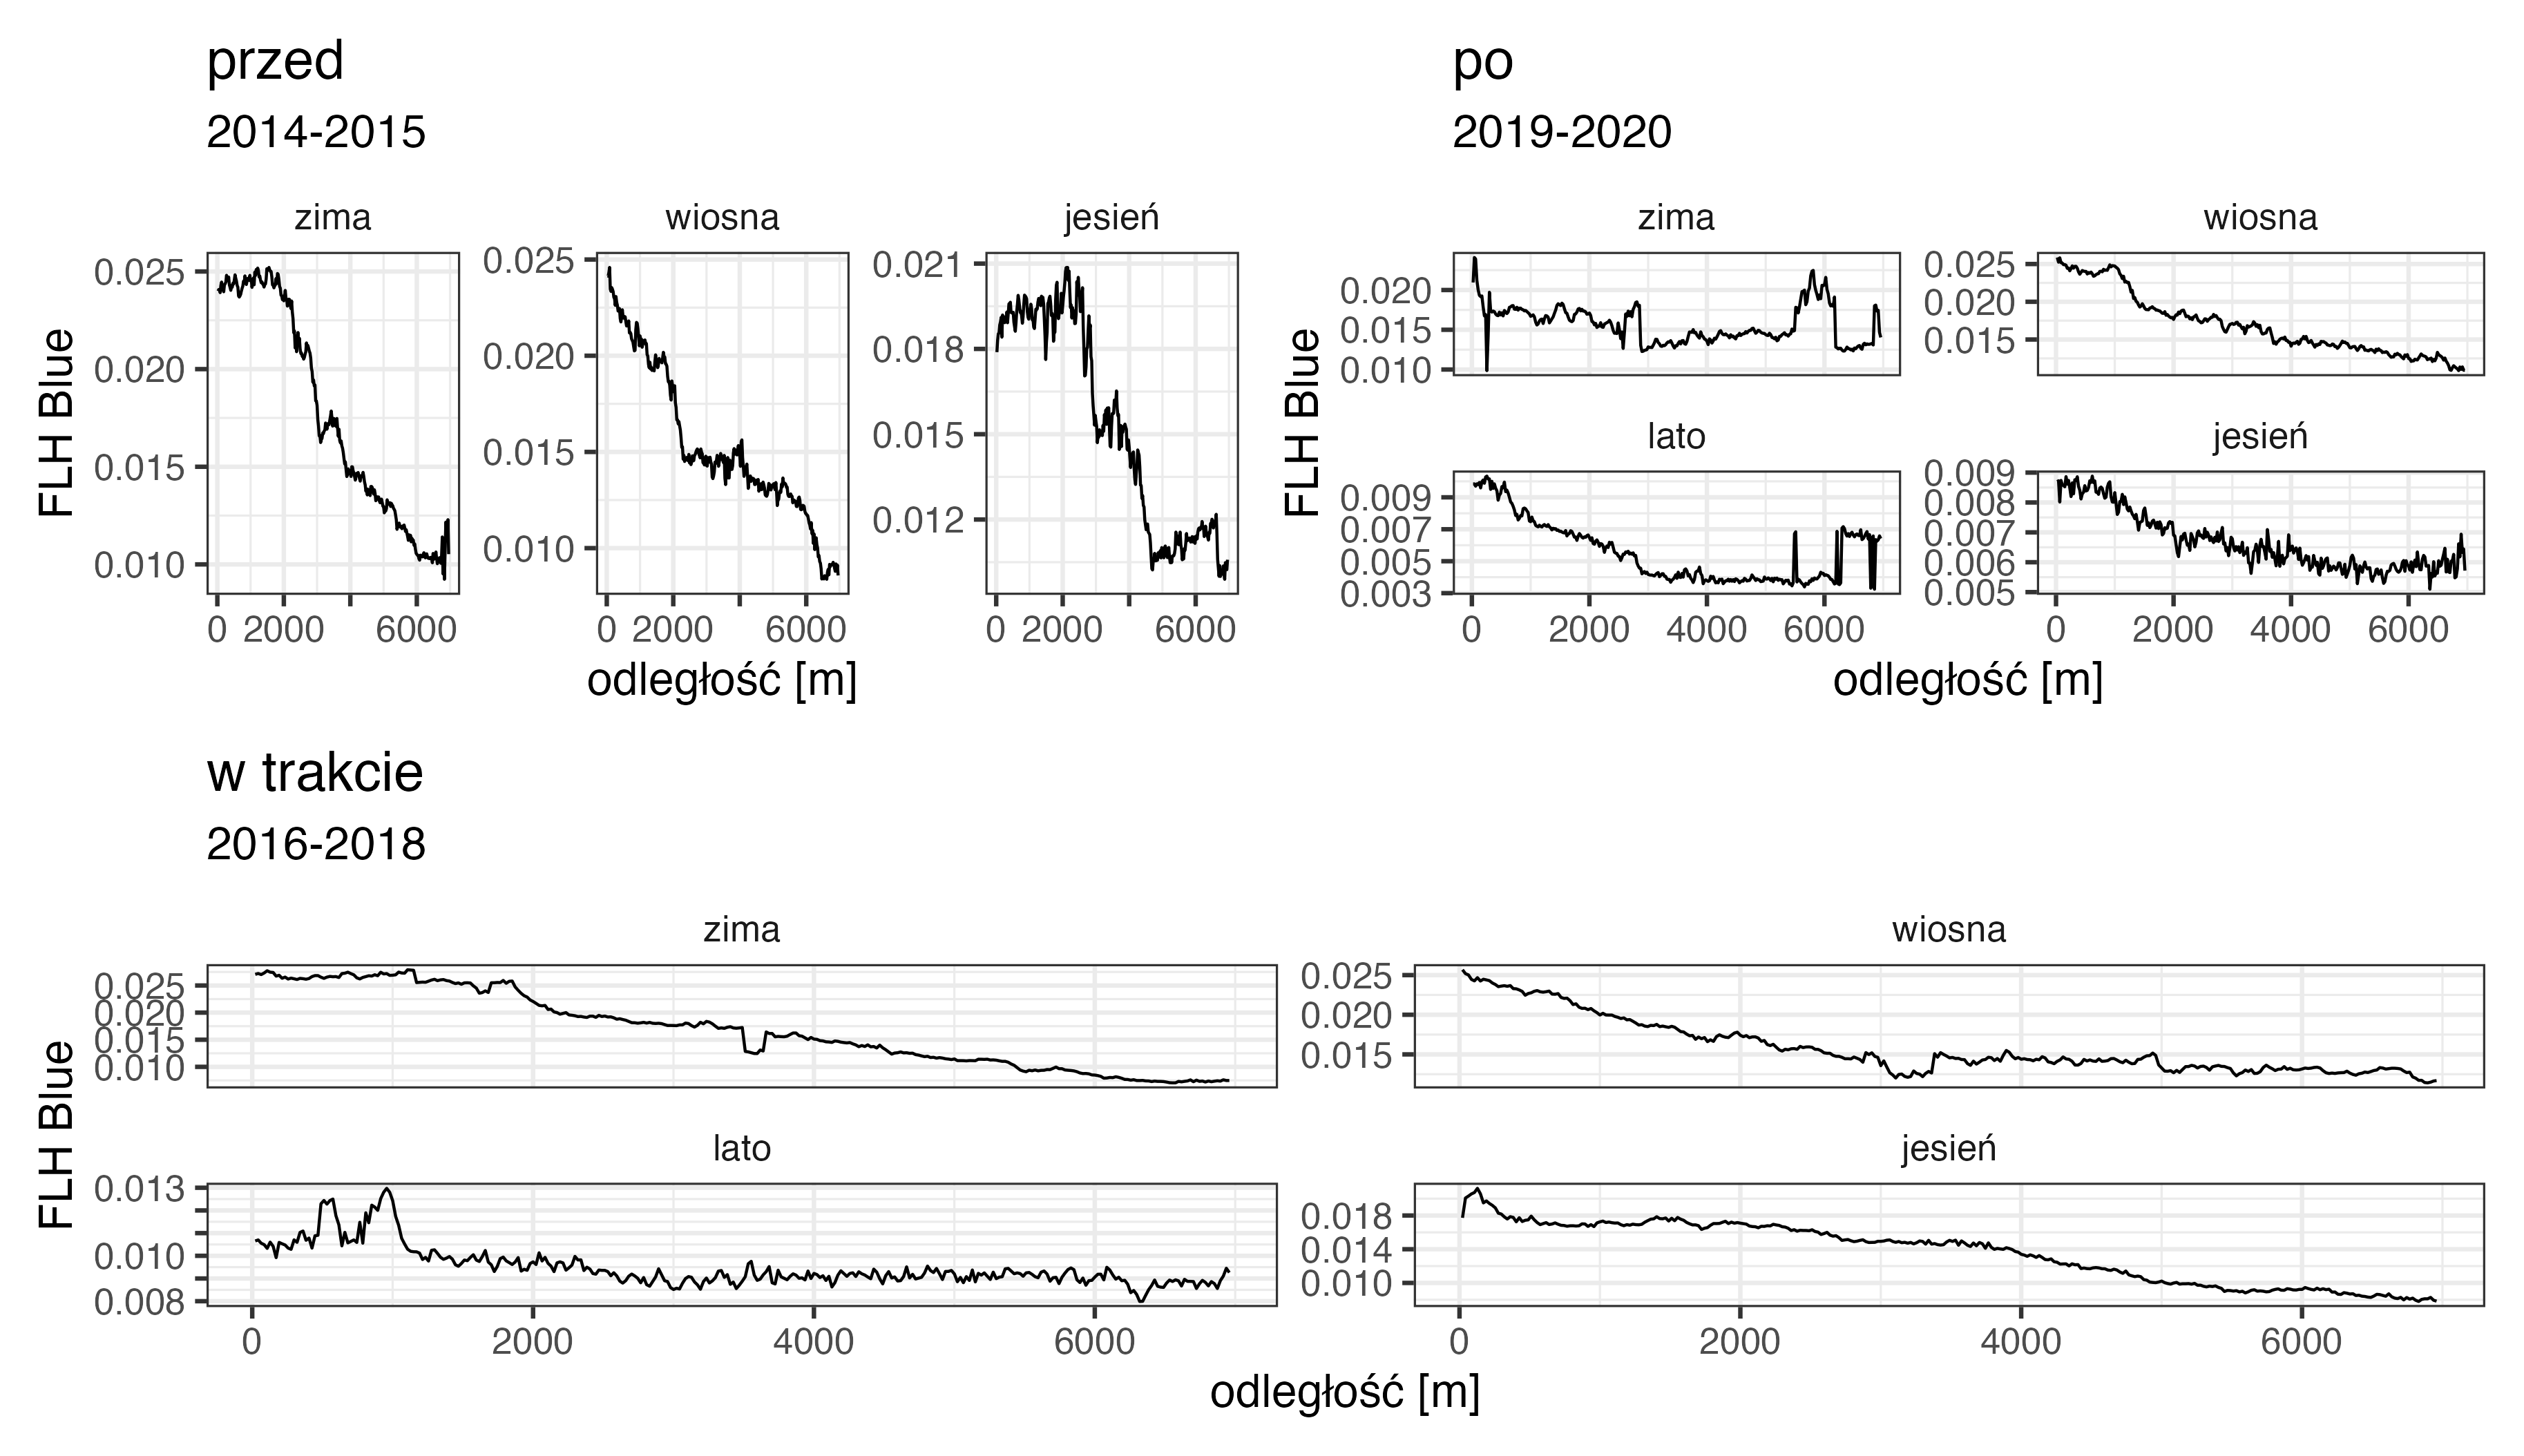 przed
2014-2015
zima wiosna jesień
FLH Blue
0.025
0.020
0.015
0.010
0.025
0.020
0.015
0.010
0.021
0.018
0.015
0.012
0 2000 6000 0 2000 6000 0 2000 6000
odległość [m]
po
2019-2020
zima wiosna
FLH Blue
0.020
0.015
0.010
0.025
0.020
0.015
lato jesień
0.009
0.007
0.005
0.003
0.009
0.008
0.007
0.006
0.005
0 2000 4000 6000 0 2000 4000 6000
odległość [m]
w trakcie
2016-2018
zima wiosna
FLH Blue
0.025
0.020
0.015
0.010
0.025
0.020
0.015
lato jesień
0.013
0.010
0.008
0.018
0.014
0.010
0 2000 4000 6000 0 2000 4000 6000
odległość [m]